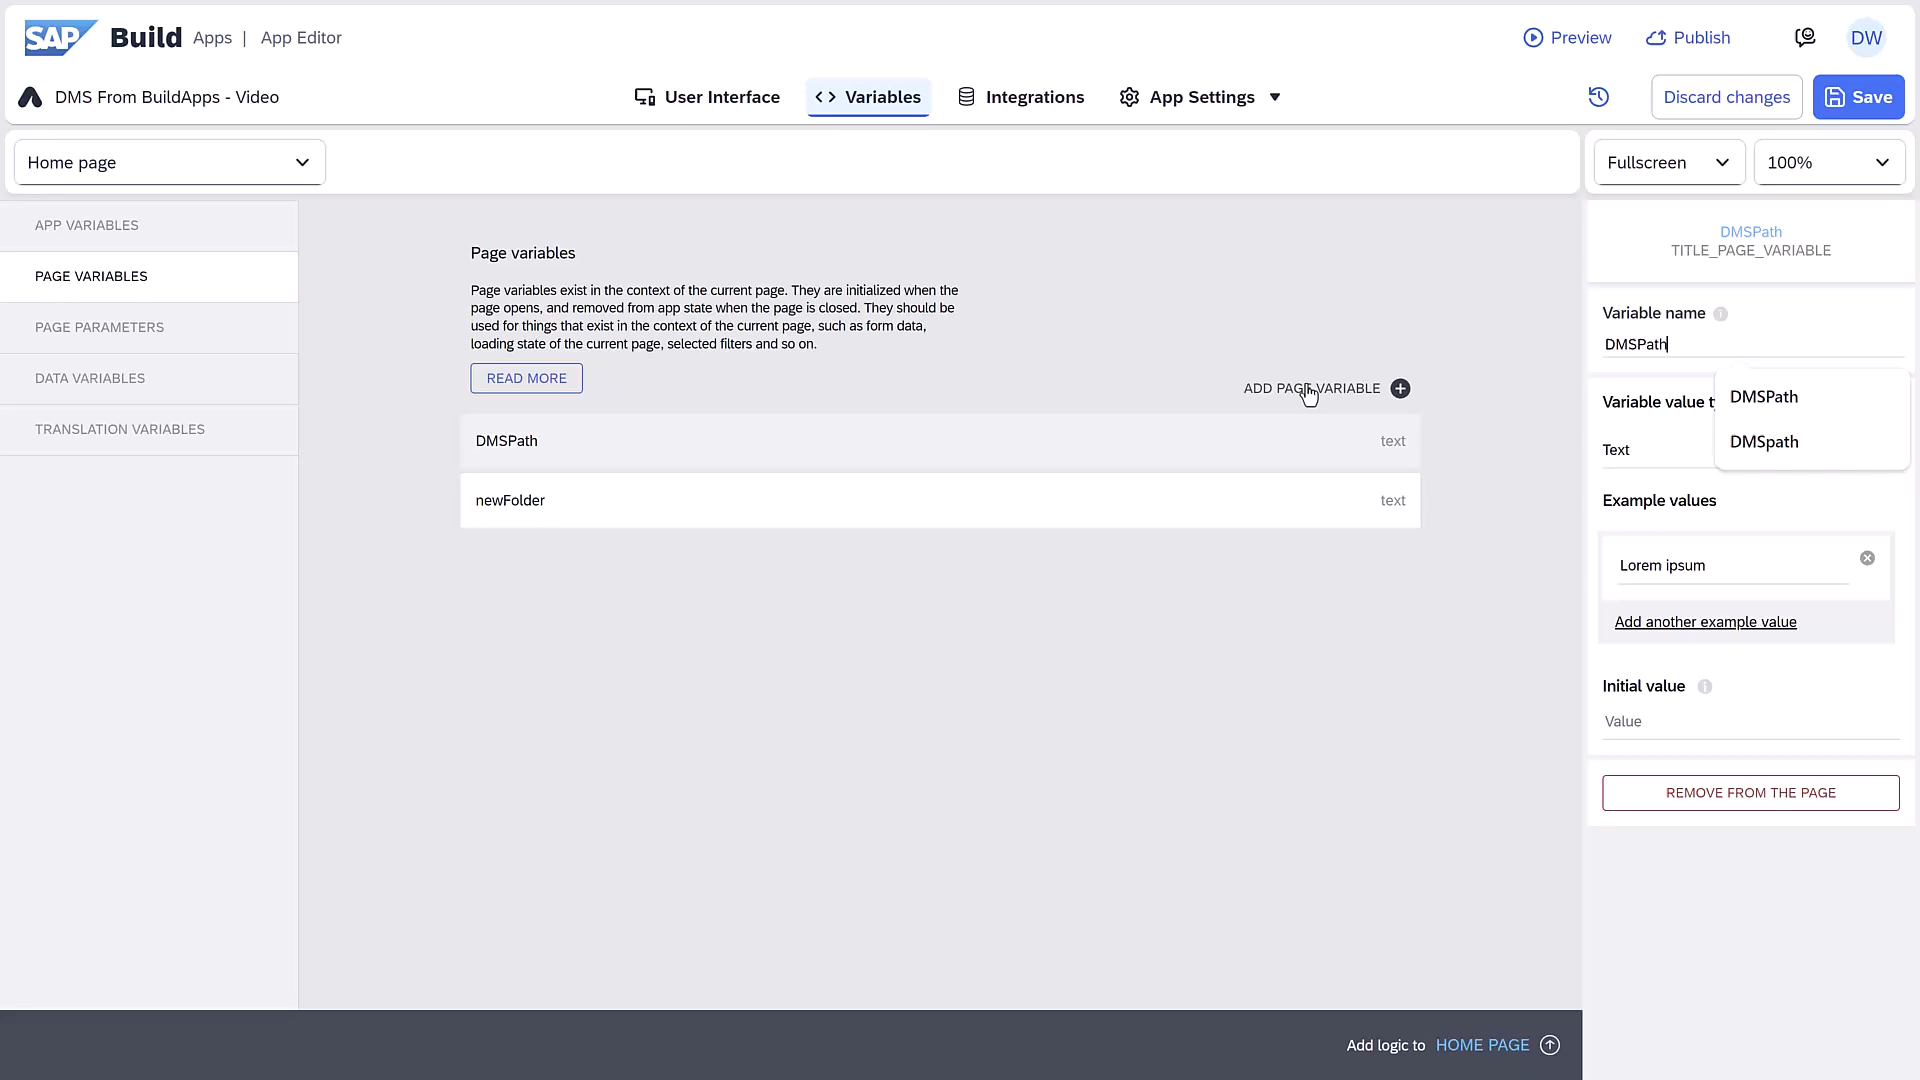 SAP Build Apps | App Editor
Preview
Publish
DW
DMS From BuildApps - Video
User Interface
<> Variables
Integrations
App Settings
Discard changes
Save
Home page
Fullscreen
100%
APP VARIABLES
PAGE VARIABLES
PAGE PARAMETERS
DATA VARIABLES
TRANSLATION VARIABLES
Page variables
Page variables exist in the context of the current page. They are initialized when the
page opens, and removed from app state when the page is closed. They should be
used for things that exist in the context of the current page, such as form data,
loading state of the current page, selected filters and so on.
READ MORE
ADD PAGE VARIABLE
DMSPath text
newFolder text
DMSPath
TITLE_PAGE_VARIABLE
Variable name
DMSPath
DMSPath
DMSpath
Variable value t
Text
Example values
Lorem ipsum
Add another example value
Initial value
Value
REMOVE FROM THE PAGE
Add logic to HOME PAGE